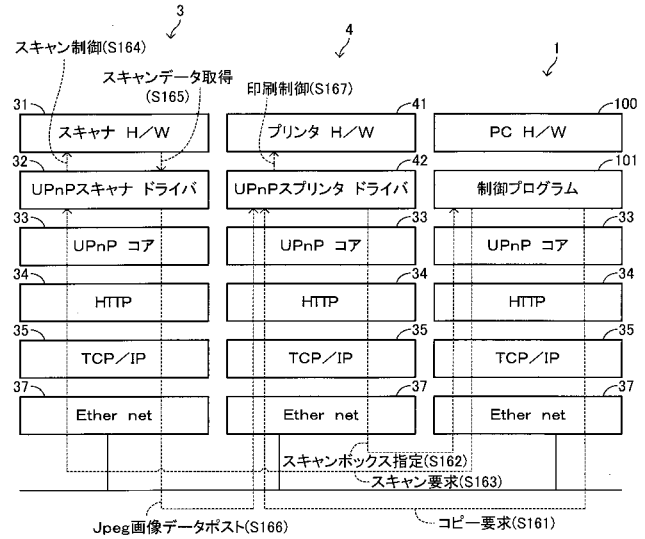 3
4
1
スキャン制御(S164)
スキャンデータ取得
(S165)
印刷制御(S167)
31
41
100
スキャナ H/W
プリンタ H/W
PC H/W
32
42
101
UPnPスキャナ ドライバ
UPnPスプリンタ ドライバ
制御プログラム
33
33
33
UPnP コア
UPnP コア
UPnP コア
34
34
34
HTTP
HTTP
HTTP
35
35
35
TCP/IP
TCP/IP
TCP/IP
37
37
37
Ether net
Ether net
Ether net
スキャンボックス指定(S162)
スキャン要求(S163)
Jpeg画像データポスト(S166)
コピー要求(S161)